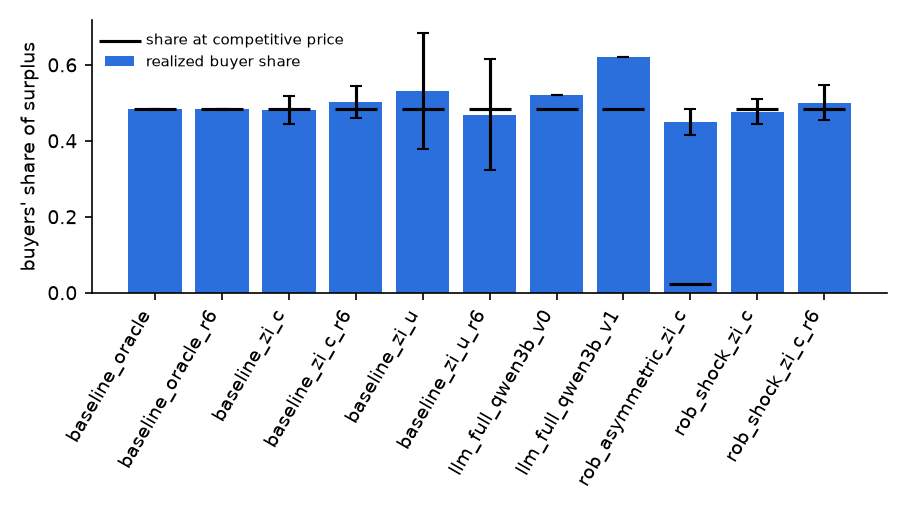 share at competitive price
realized buyer share
buyers' share of surplus
0.6
0.4
0.2
0.0
baseline_oracle
baseline_oracle_r6
baseline_zi_c
baseline_zi_c_r6
baseline_zi_u
baseline_zi_u_r6
llm_full_qwen3b_v0
llm_full_qwen3b_v1
rob_asymmetric_zi_c
rob_shock_zi_c
rob_shock_zi_c_r6